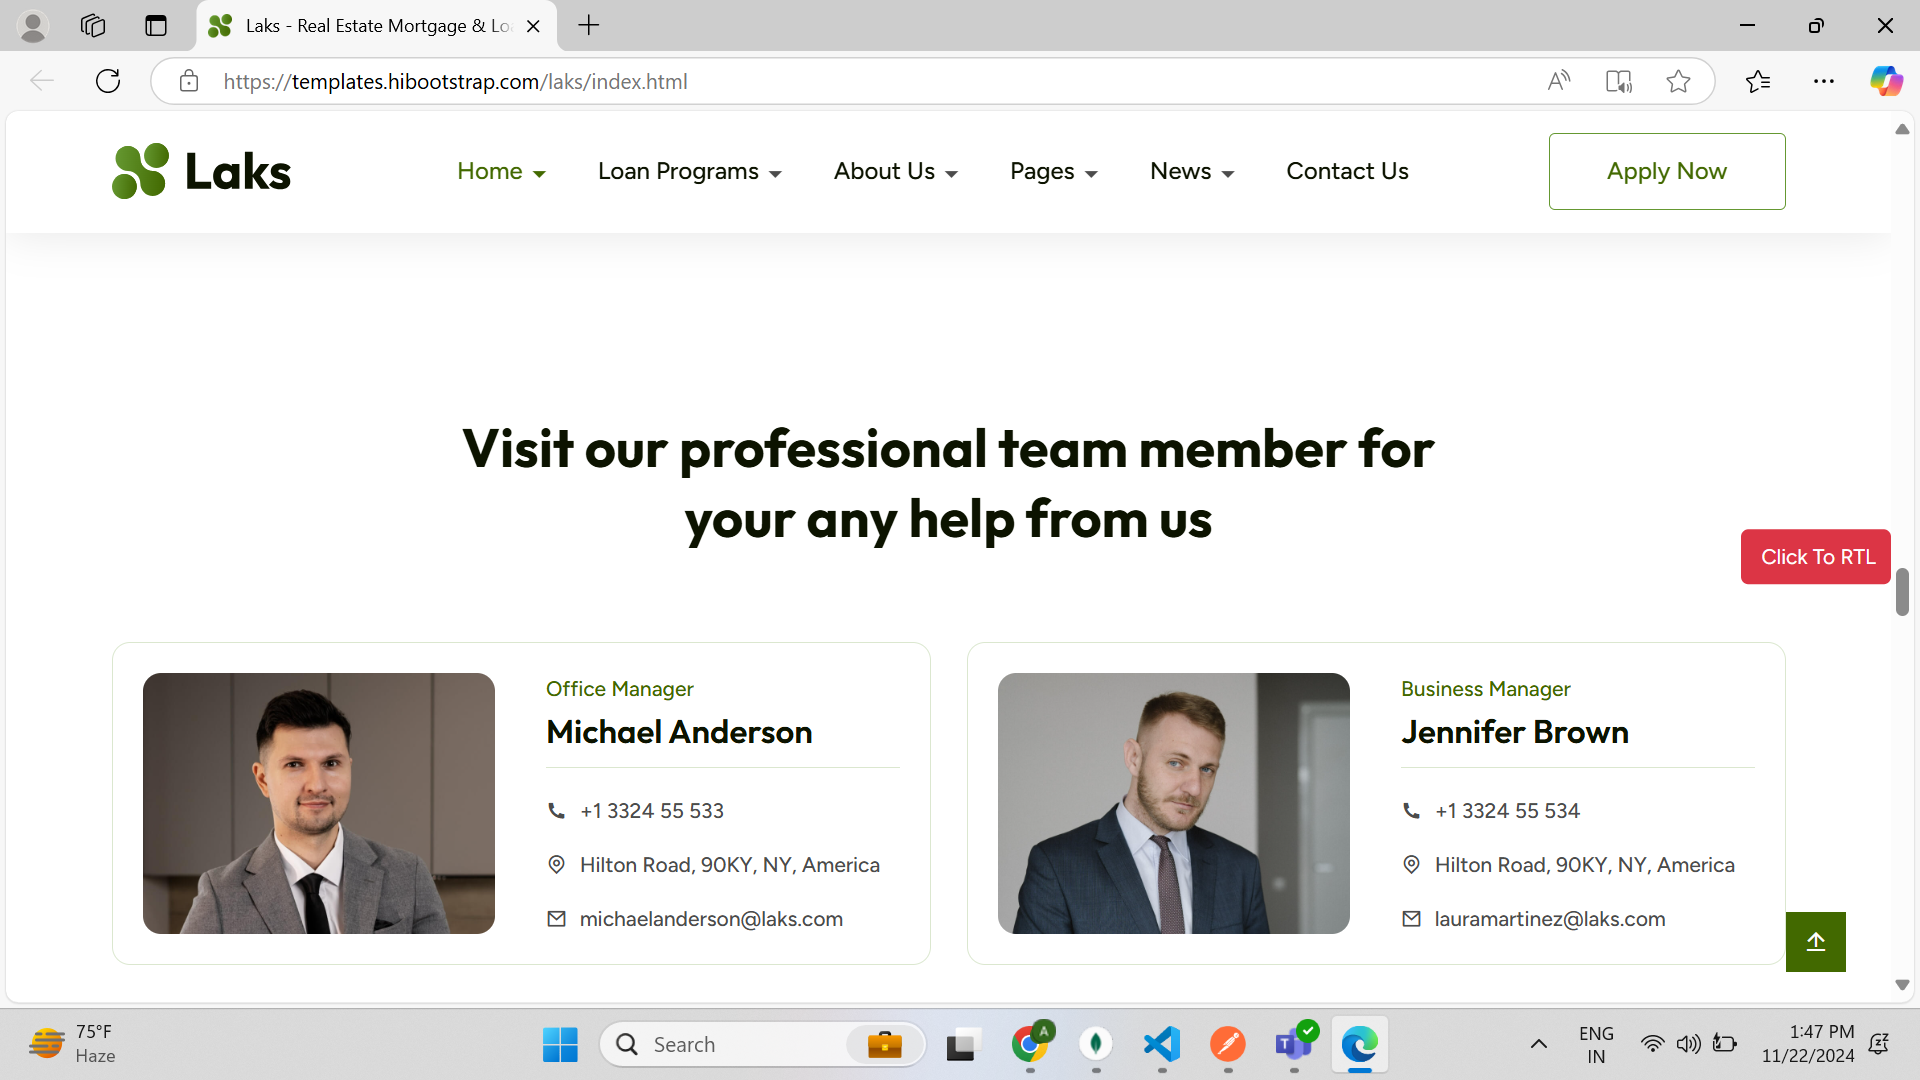 Laks - Real Estate Mortgage & Lo
https://templates.hibootstrap.com/laks/index.html
Laks
Home
Loan Programs
About Us
Pages
News
Contact Us
Apply Now
Visit our professional team member for
your any help from us
Click To RTL
Office Manager
Michael Anderson
+1 3324 55 533
Hilton Road, 90KY, NY, America
michaelanderson@laks.com
Business Manager
Jennifer Brown
+1 3324 55 534
Hilton Road, 90KY, NY, America
lauramartinez@laks.com
75°F
Haze
Search
A
ENG
IN
1:47 PM
11/22/2024